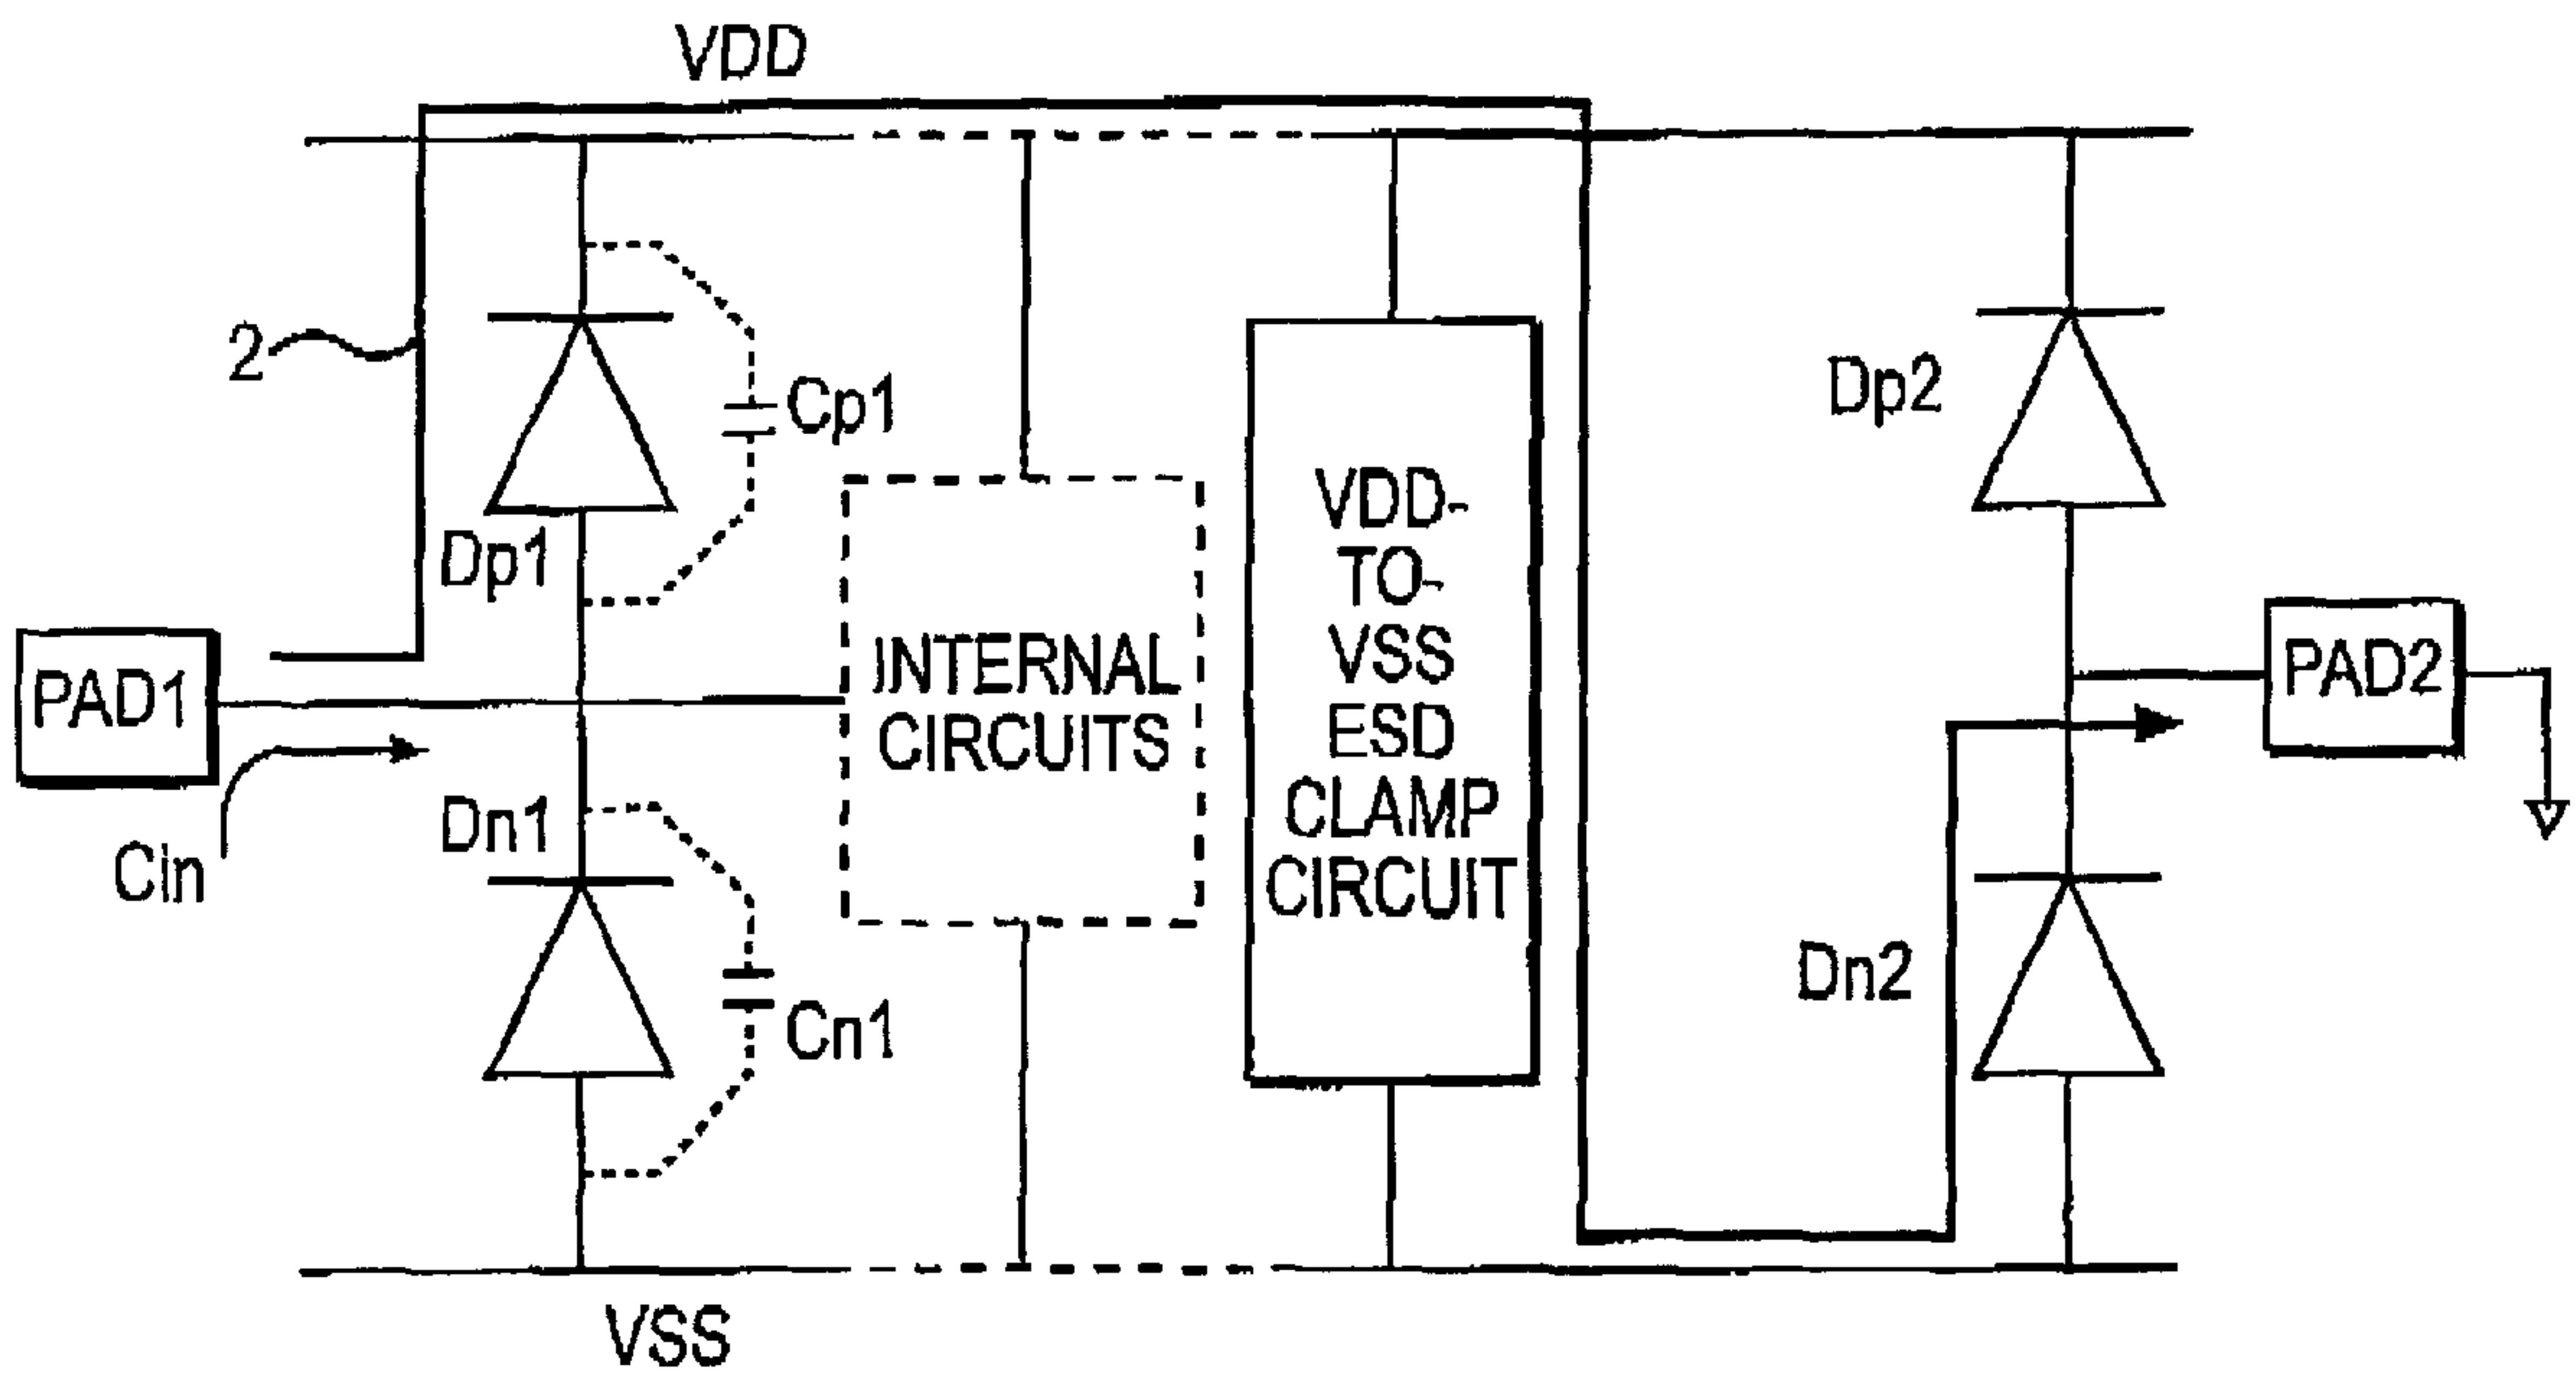 VDD
2
Cp1
Dp2
Dp1
VDD-
TO-
VSS
ESD
CLAMP
CIRCUIT
INTERNAL
CIRCUITS
PAD1
PAD2
Dn1
Cin
Dn2
Cn1
VSS